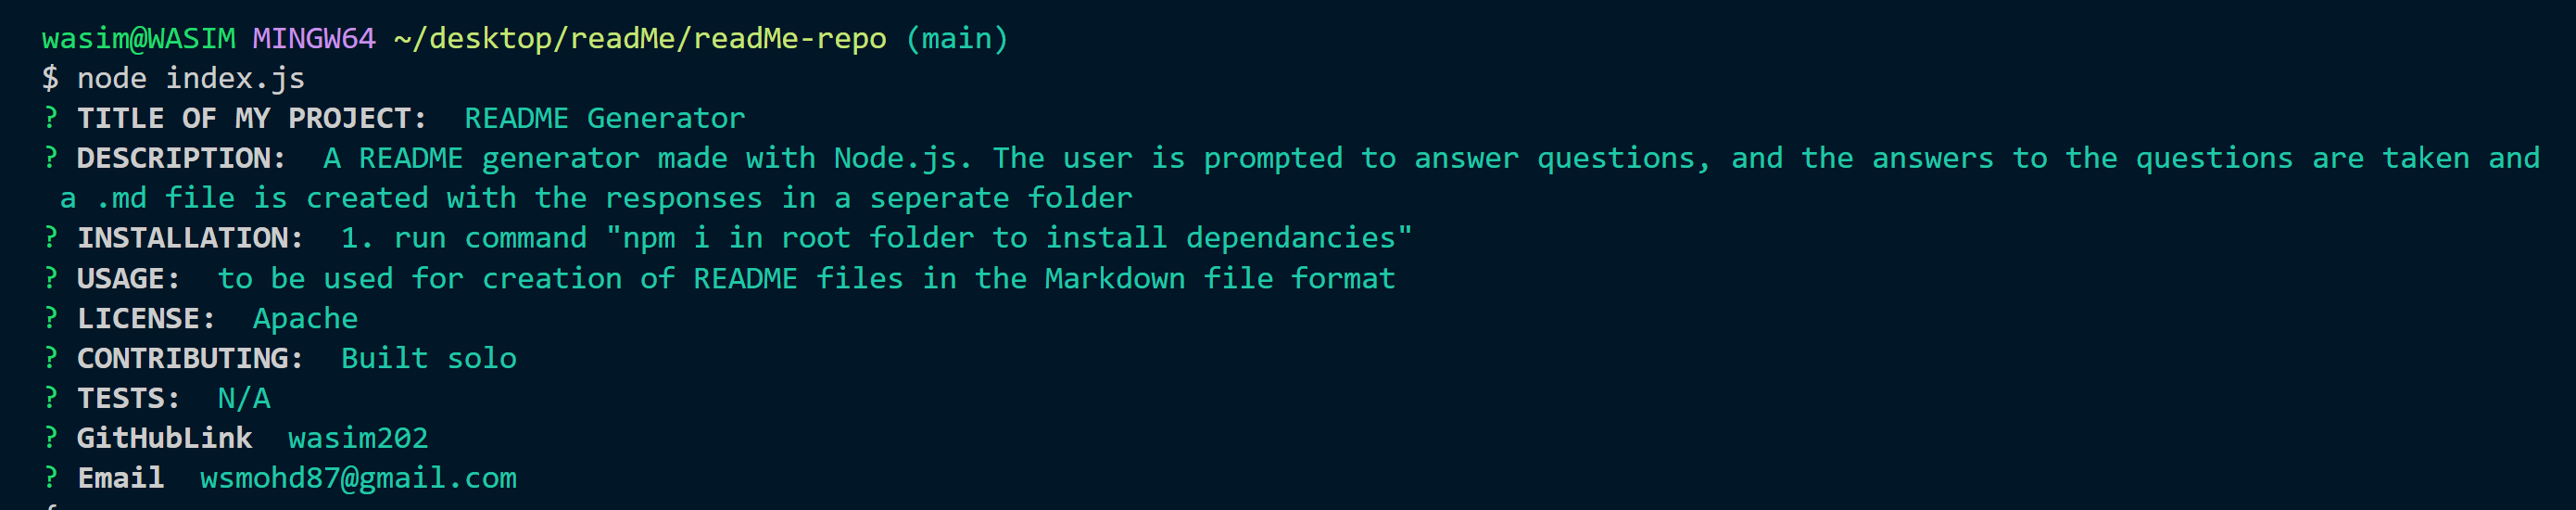 wasim@WASIM MINGW64 ~/desktop/readMe/readMe-repo (main)
$ node index.js
? TITLE OF MY PROJECT:  README Generator
? DESCRIPTION:  A README generator made with Node.js. The user is prompted to answer questions, and the answers to the questions are taken and
 a .md file is created with the responses in a seperate folder
? INSTALLATION:  1. run command "npm i in root folder to install dependancies"
? USAGE:  to be used for creation of README files in the Markdown file format
? LICENSE:  Apache
? CONTRIBUTING:  Built solo
? TESTS:  N/A
? GitHubLink  wasim202
? Email  wsmohd87@gmail.com